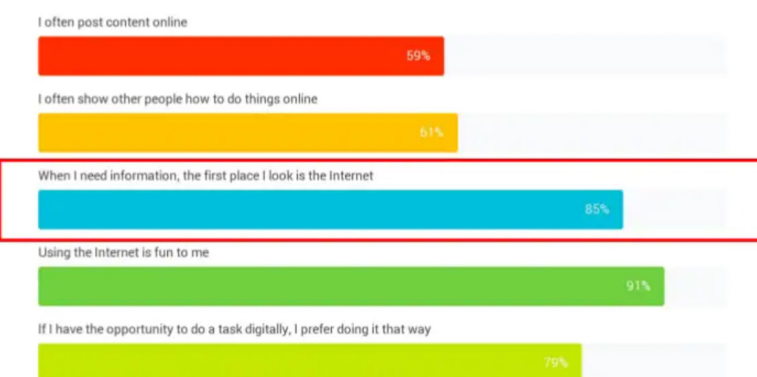 I often post content online
59%
I often show other people how to do things online
61%
When I need information, the first place I look is the Internet
85%
Using the Internet is fun to me
91%
If I have the opportunity to do a task digitally, I prefer doing it that way
79%